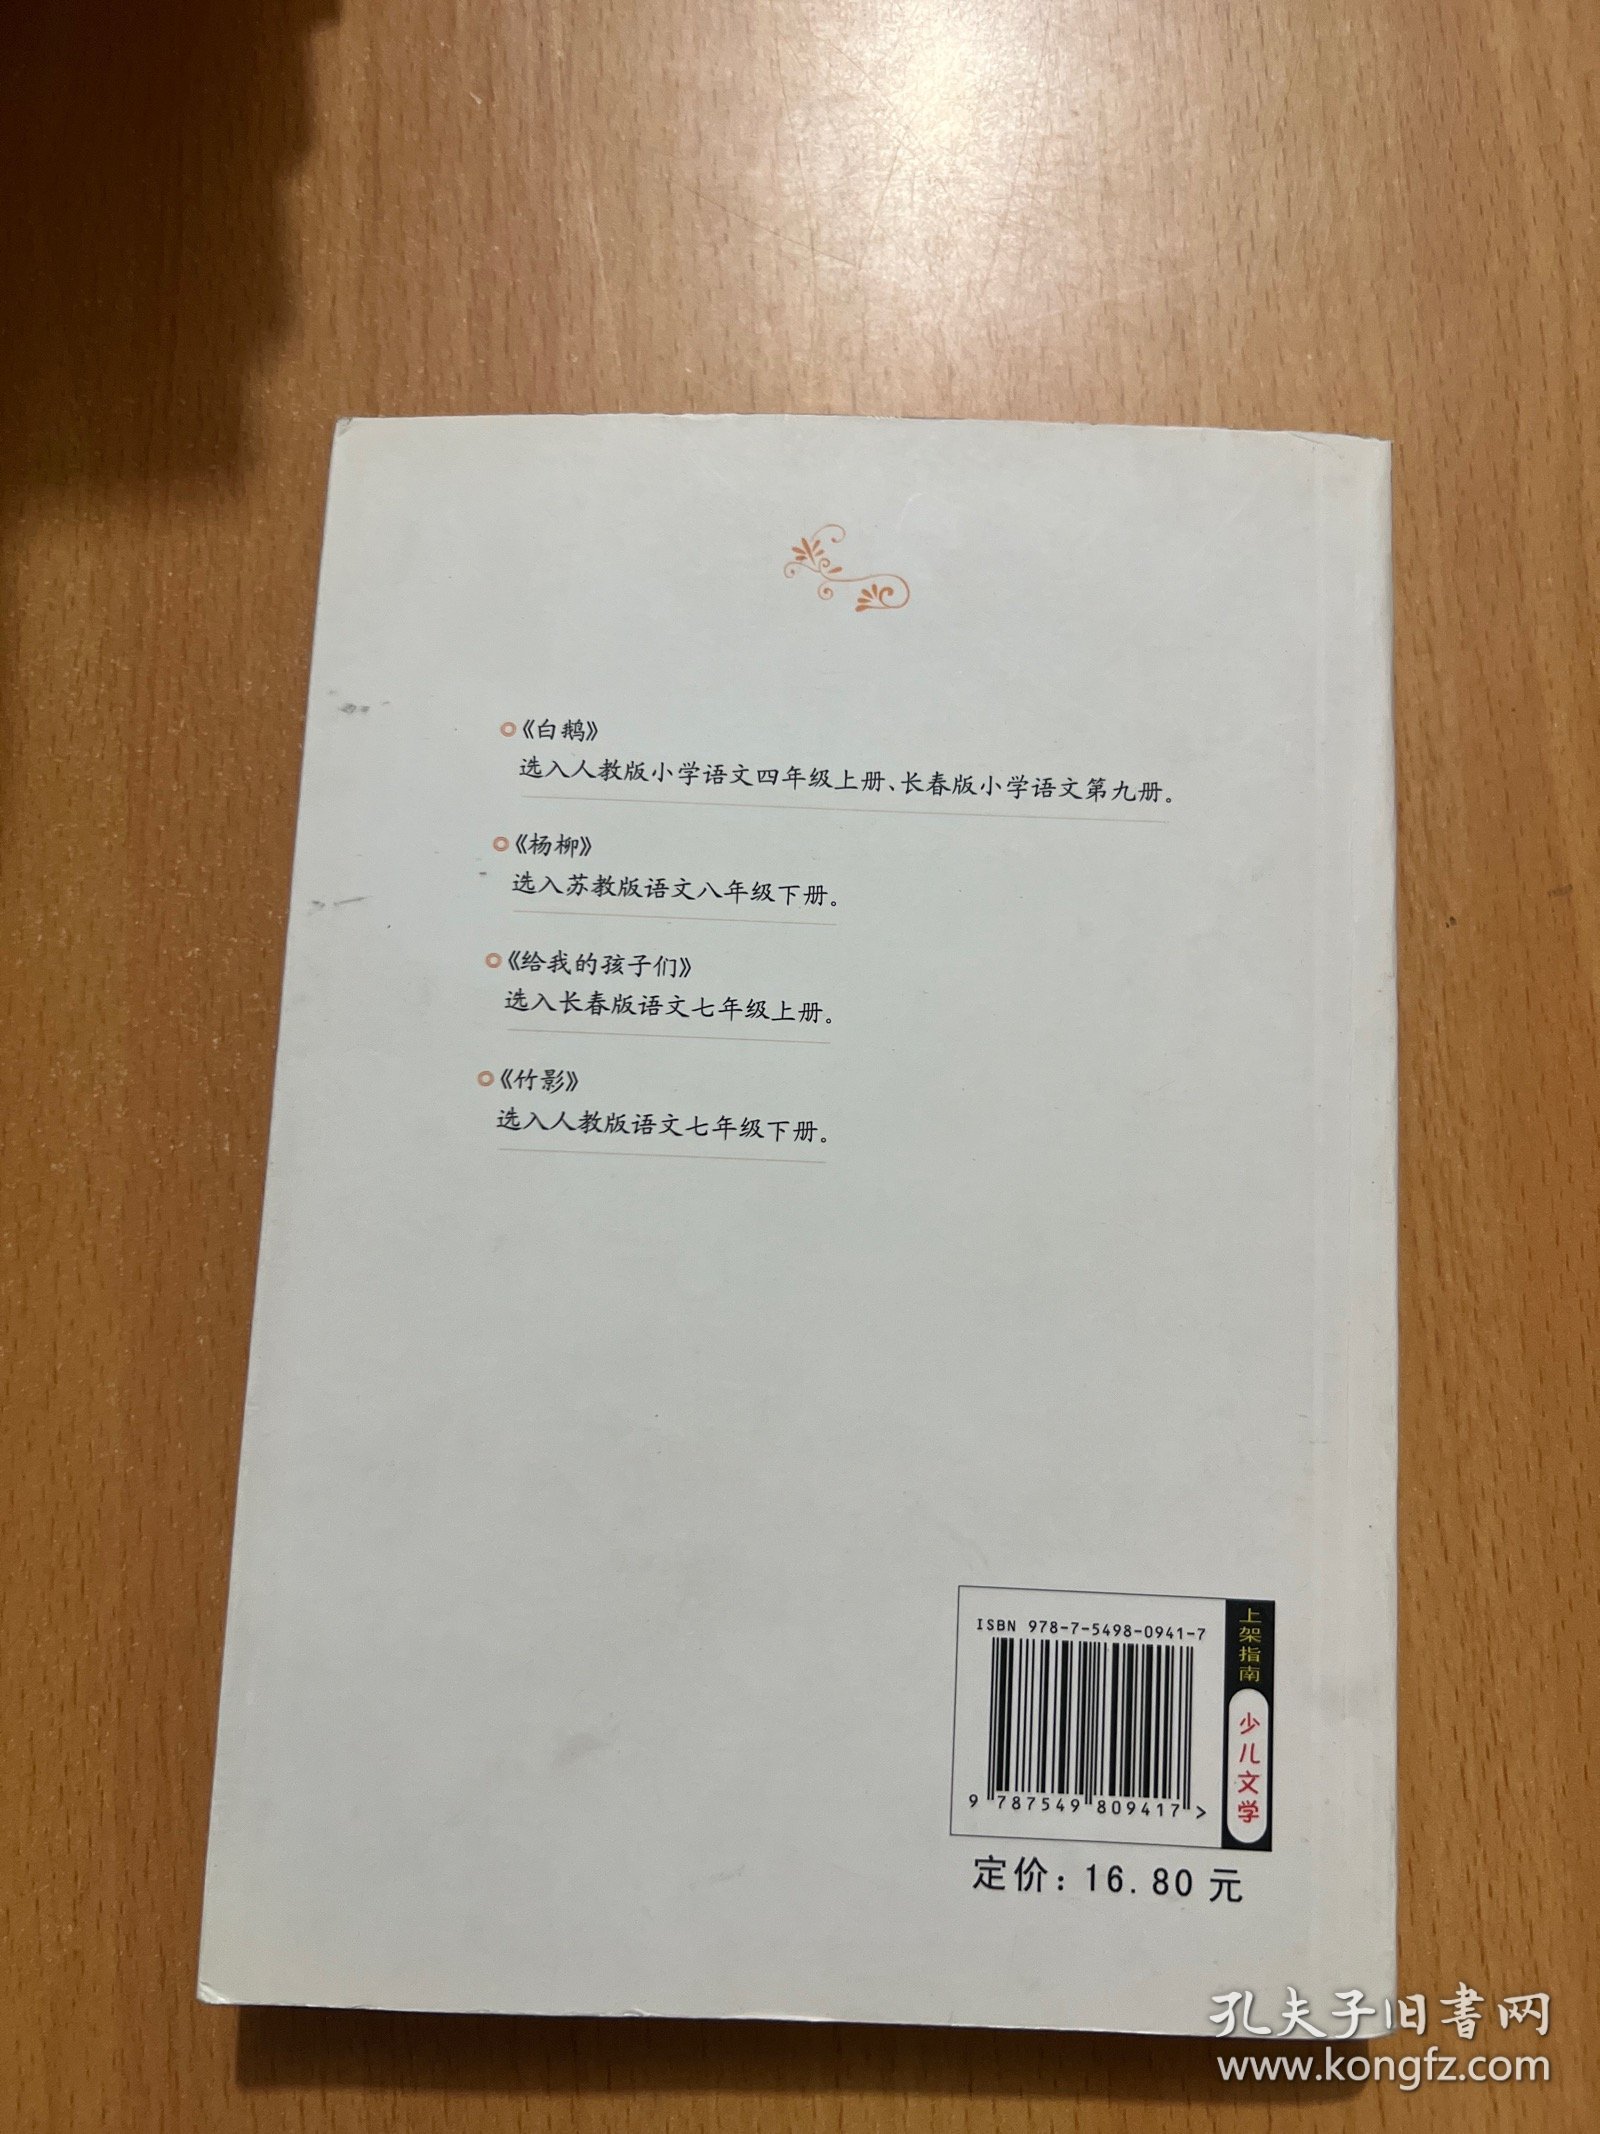 《白鹅》
选入人教版小学语文四年级上册、长春版小学语文第九册。
《杨柳》
选入苏教版语文八年级下册。
《给我的孩子们》
选入长春版语文七年级上册。
《竹影》
选入人教版语文七年级下册。
ISBN 978-7-5498-0941-7
9 787549 809417 >
上架指南
少儿文学
定价：16.80 元
孔夫子旧書网
www.kongfz.com